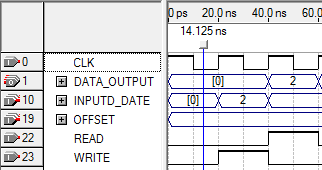 0 ps 20.0 ns 40.0 ns 60.0 ns
14.125 ns
0 CLK
1 DATA_OUTPUT [0] 2
10 INPUTD_DATE [0] 2
19 OFFSET
22 READ
23 WRITE